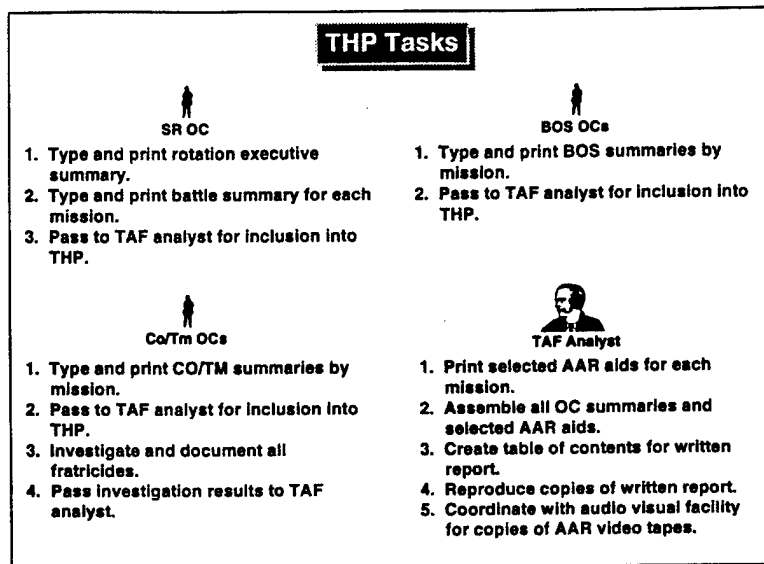 THP Tasks
SR OC
1. Type and print rotation executive
summary.
2. Type and print battle summary for each
mission.
3. Pass to TAF analyst for inclusion into
THP.
BOS OCs
1. Type and print BOS summaries by
mission.
2. Pass to TAF analyst for inclusion into
THP.
Co/Tm OCs
1. Type and print CO/TM summaries by
mission.
2. Pass to TAF analyst for inclusion into
THP.
3. Investigate and document all
fratricides.
4. Pass investigation results to TAF
analyst.
TAF Analyst
1. Print selected AAR aids for each
mission.
2. Assemble all OC summaries and
selected AAR aids.
3. Create table of contents for written
report.
4. Reproduce copies of written report.
5. Coordinate with audio visual facility
for copies of AAR video tapes.